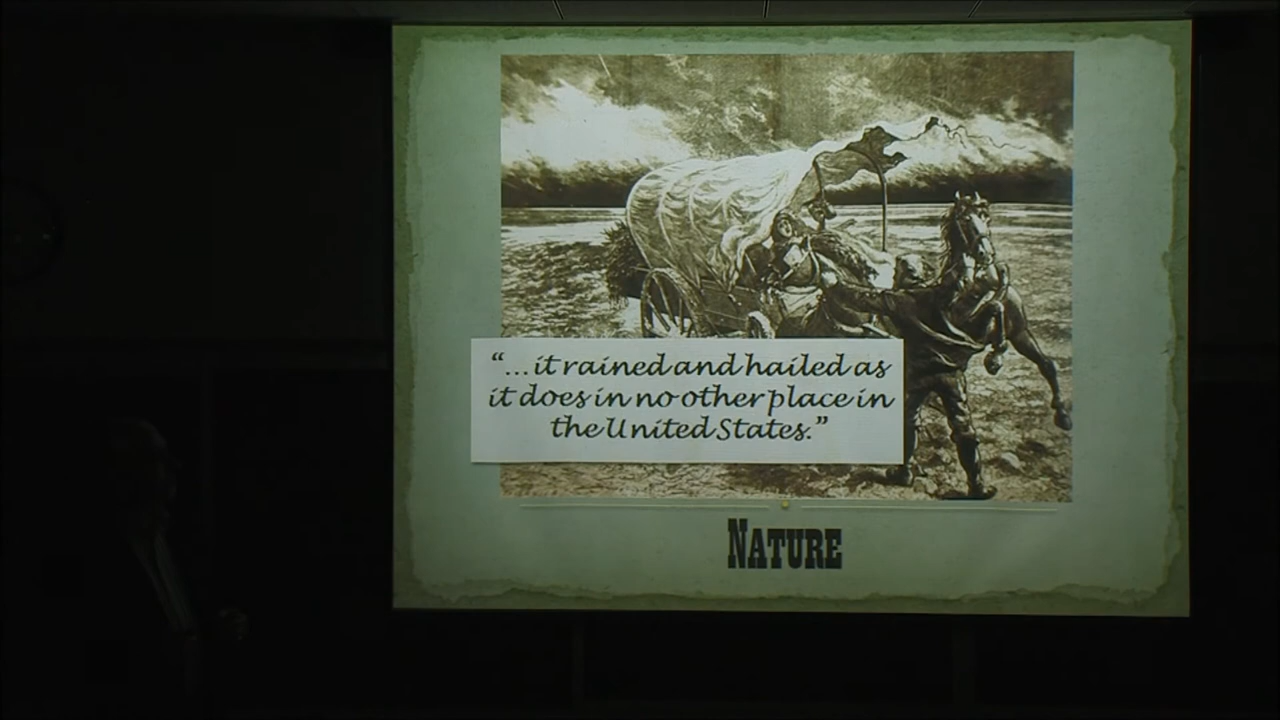 “...it rained and hailed as
it does in no other place in
the United States.”
NATURE